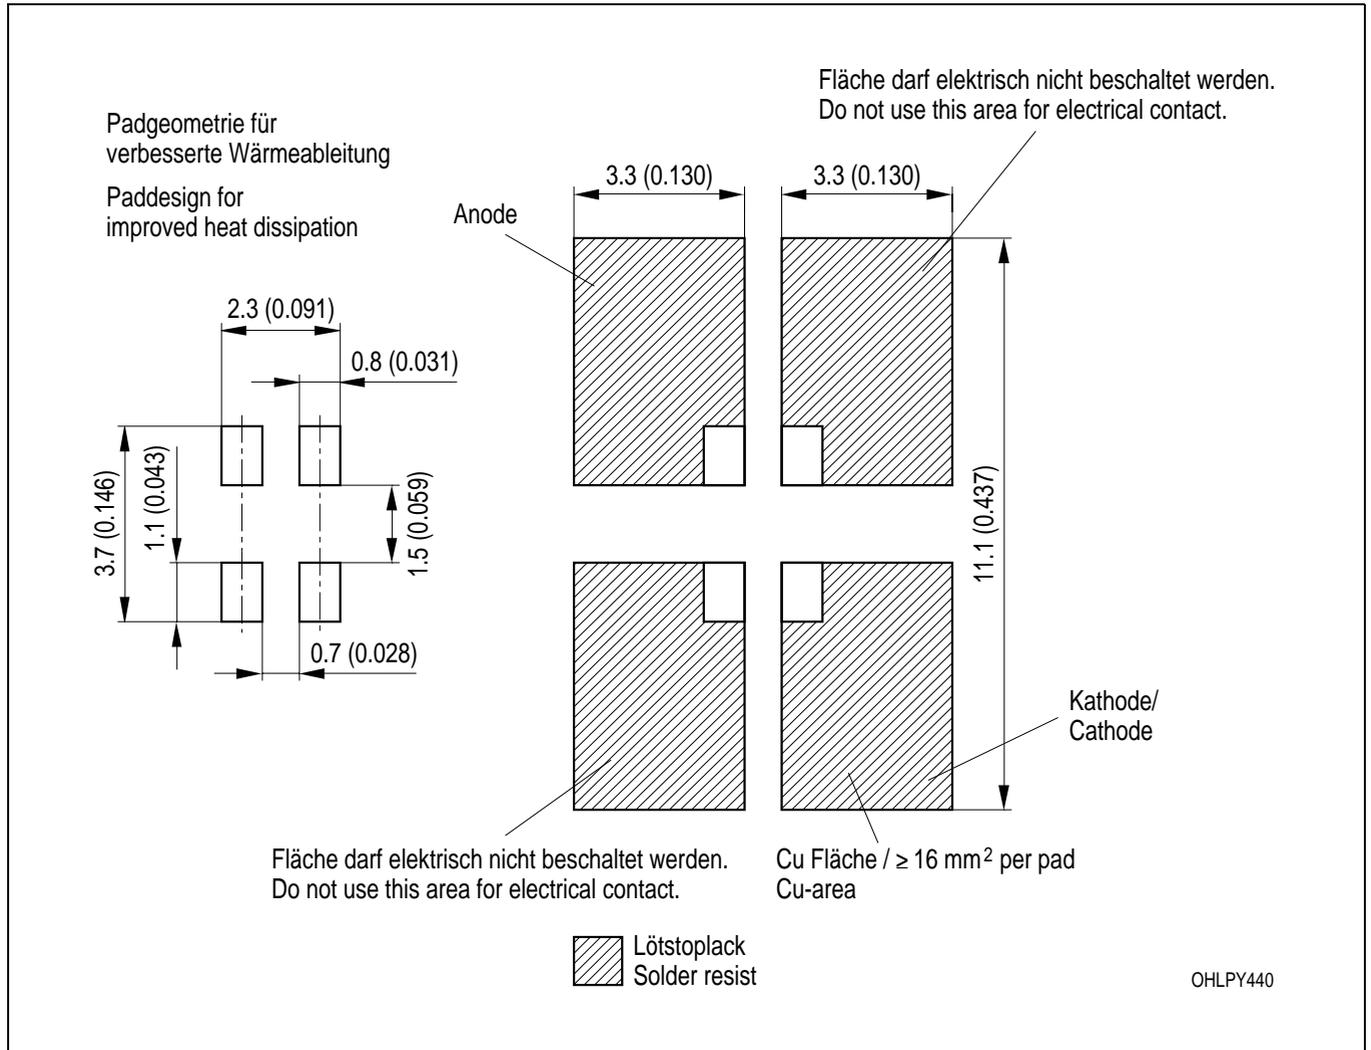 Padgeometrie für
verbesserte Wärmeableitung
Paddesign for
improved heat dissipation
Fläche darf elektrisch nicht beschaltet werden.
Do not use this area for electrical contact.
3.3 (0.130)
3.3 (0.130)
Anode
2.3 (0.091)
0.8 (0.031)
3.7 (0.146)
1.1 (0.043)
1.5 (0.059)
0.7 (0.028)
11.1 (0.437)
Kathode/
Cathode
Fläche darf elektrisch nicht beschaltet werden.
Do not use this area for electrical contact.
Cu Fläche / ≥ 16 mm² per pad
Cu-area
Lötstoplack
Solder resist
OHLPY440